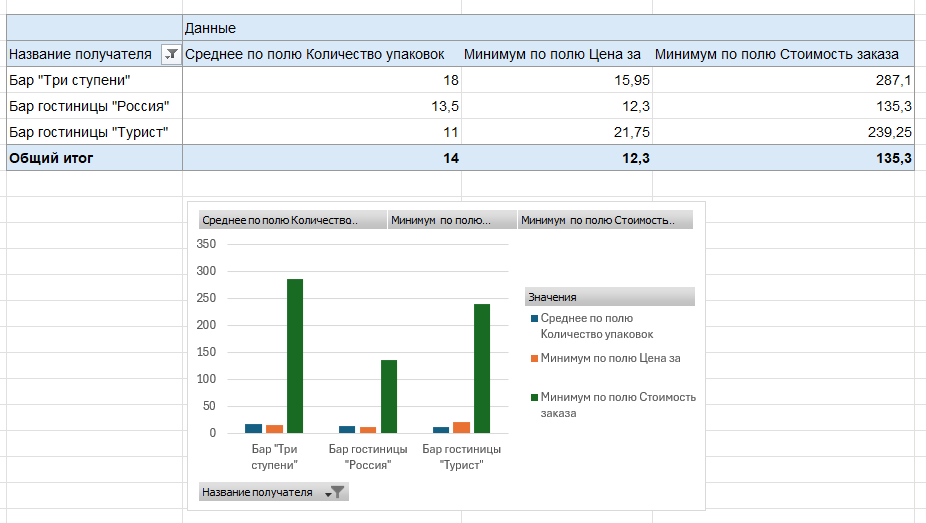 Данные
Название получателя Среднее по полю Количество упаковок Минимум по полю Цена за Минимум по полю Стоимость заказа
Бар "Три ступени" 18 15,95 287,1
Бар гостиницы "Россия" 13,5 12,3 135,3
Бар гостиницы "Турист" 11 21,75 239,25
Общий итог 14 12,3 135,3
Среднее по полю Количество.. Минимум по полю... Минимум по полю Стоимость..
350
300
250
200
150
100
50
0
Бар "Три
ступени"
Бар гостиницы
"Россия"
Бар гостиницы
"Турист"
Значения
Среднее по полю
Количество упаковок
Минимум по полю Цена за
Минимум по полю Стоимость
заказа
Название получателя